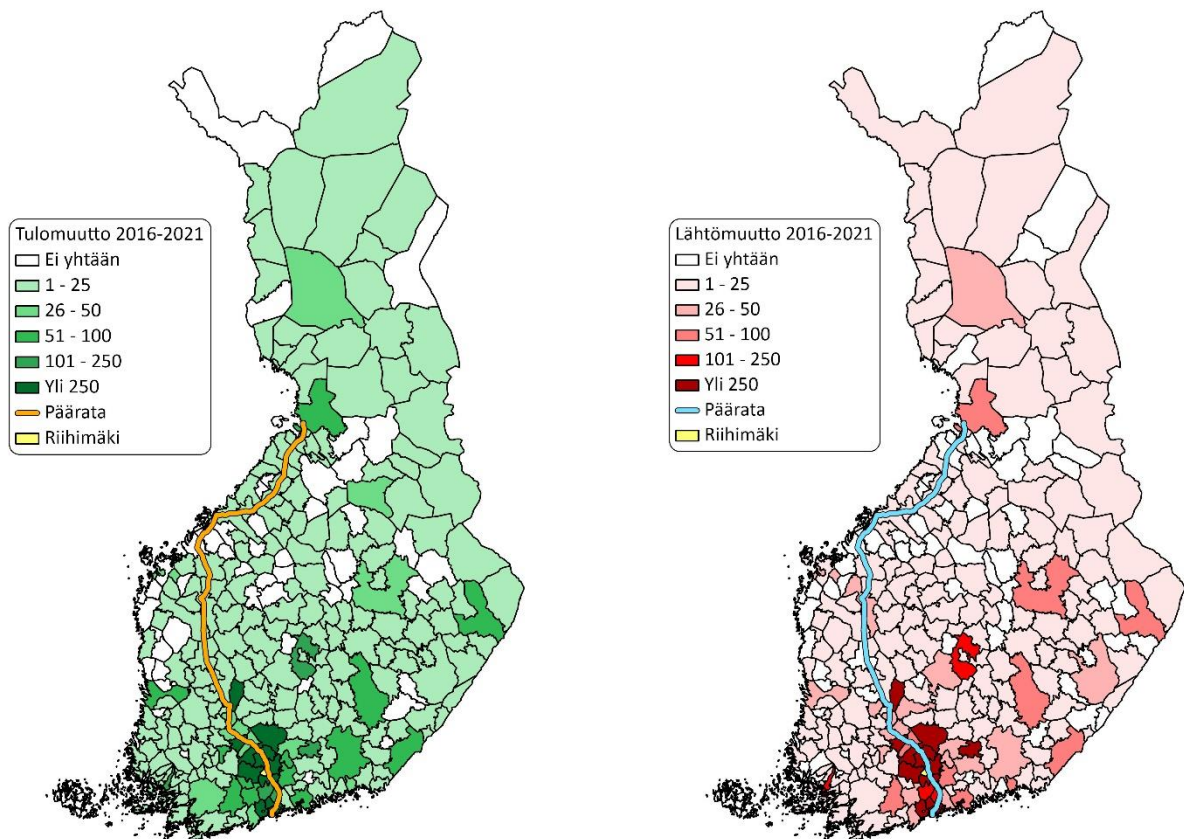 Tulomuutto 2016-2021
Ei yhtään
1 - 25
26 - 50
51 - 100
101 - 250
Yli 250
Päärata
Riihimäki
Lähtömuutto 2016-2021
Ei yhtään
1 - 25
26 - 50
51 - 100
101 - 250
Yli 250
Päärata
Riihimäki